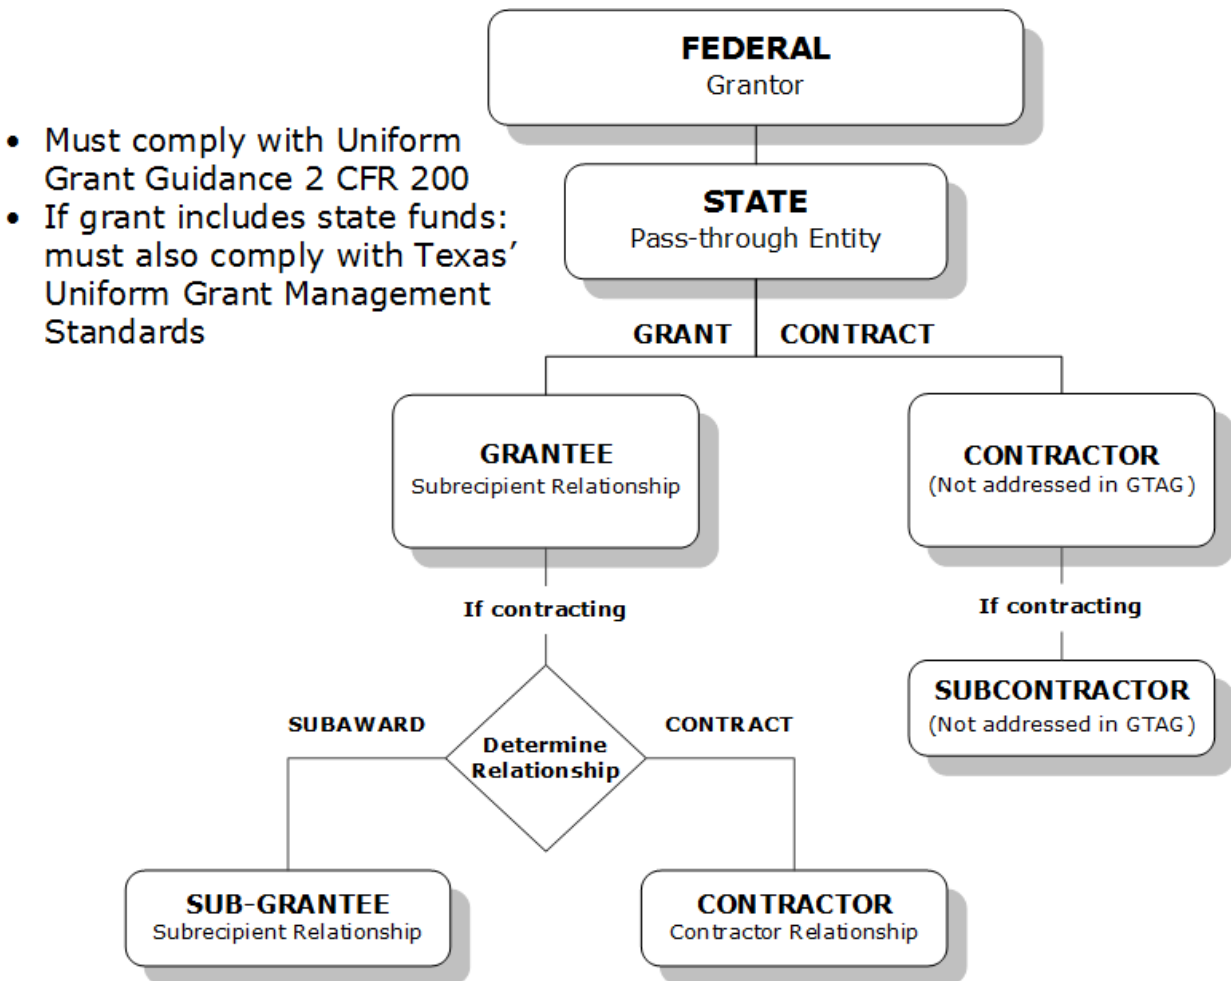 FEDERAL
Grantor
• Must comply with Uniform
Grant Guidance 2 CFR 200
• If grant includes state funds:
must also comply with Texas’
Uniform Grant Management
Standards
STATE
Pass-through Entity
GRANT
CONTRACT
GRANTEE
Subrecipient Relationship
CONTRACTOR
(Not addressed in GTAG)
If contracting
If contracting
SUBCONTRACTOR
(Not addressed in GTAG)
SUBAWARD
Determine
Relationship
CONTRACT
SUB-GRANTEE
Subrecipient Relationship
CONTRACTOR
Contractor Relationship